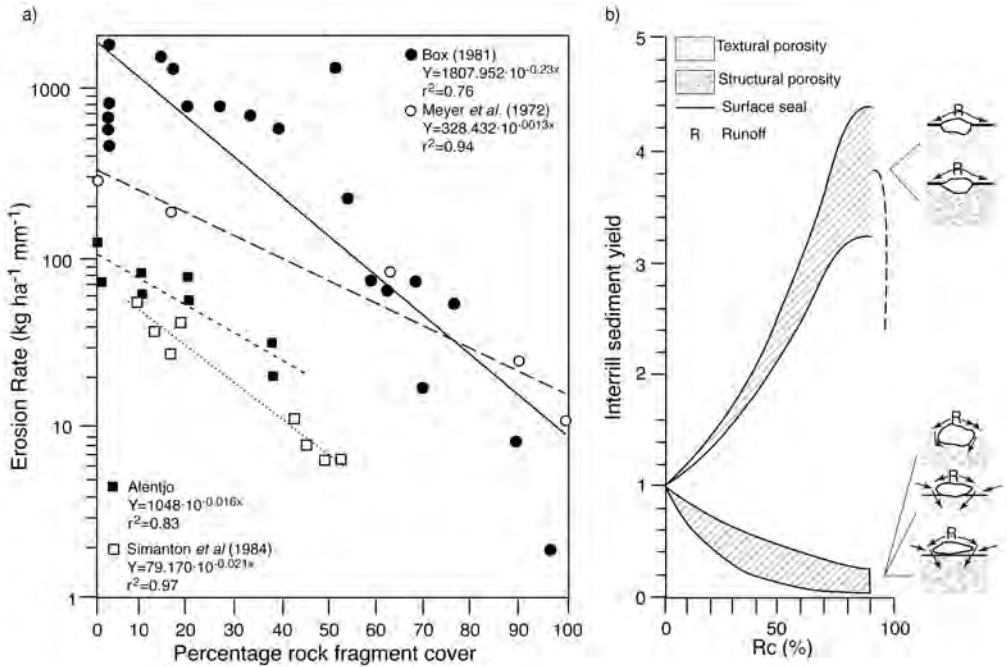 a)
1000
100
10
1
Erosion Rate (kg ha-1 mm-1)
0 10 20 30 40 50 60 70 80 90 100
Percentage rock fragment cover
Box (1981)
Y=1807.952·10-0.23x
r2=0.76
Meyer et al. (1972)
Y=328.432·10-0013x
r2=0.94
Alentjo
Y=1048·10-0.016x
r2=0.83
Simanton et al (1984)
Y=79.170·10-0.021x
r2=0.97
b)
5
4
3
2
1
0
Interrill sediment yield
0 50 100
Rc (%)
Textural porosity
Structural porosity
Surface seal
R Runoff
R
R
R
R
R